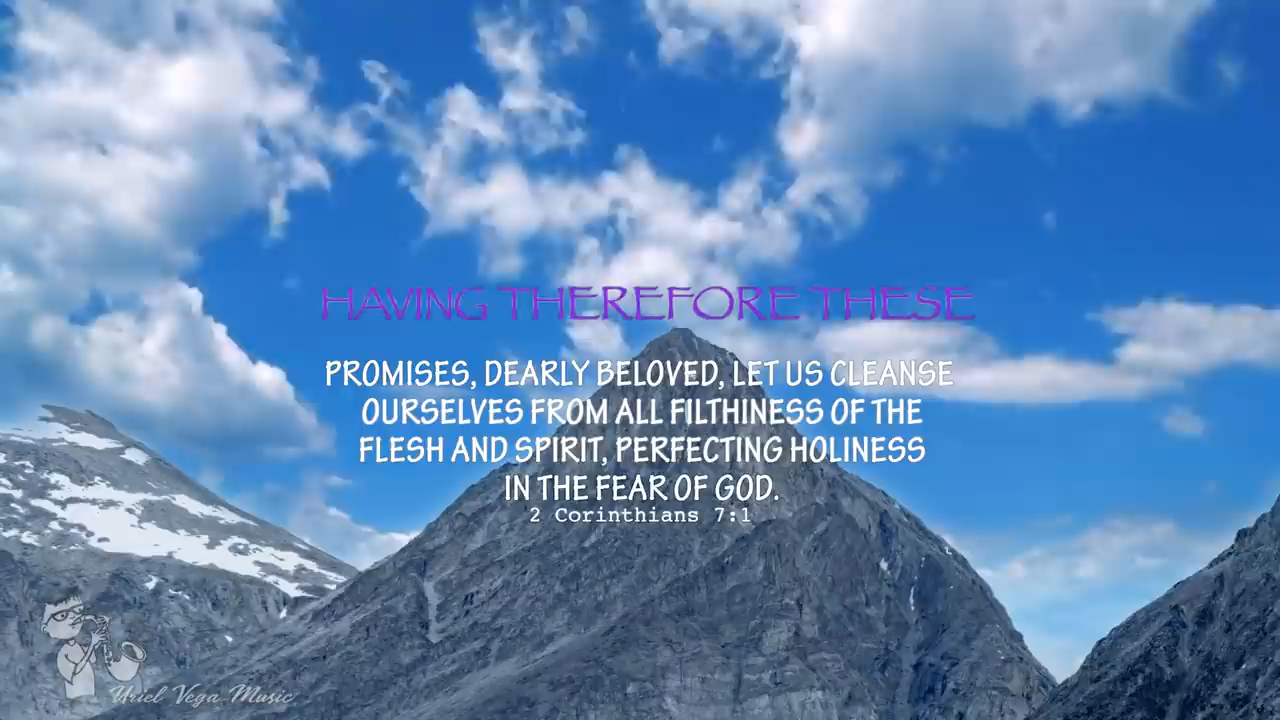 HAVING THEREFORE THESE
PROMISES, DEARLY BELOVED, LET US CLEANSE
OURSELVES FROM ALL FILTHINESS OF THE
FLESH AND SPIRIT, PERFECTING HOLINESS
IN THE FEAR OF GOD.
2 Corinthians 7:1
Uriel Vega Music